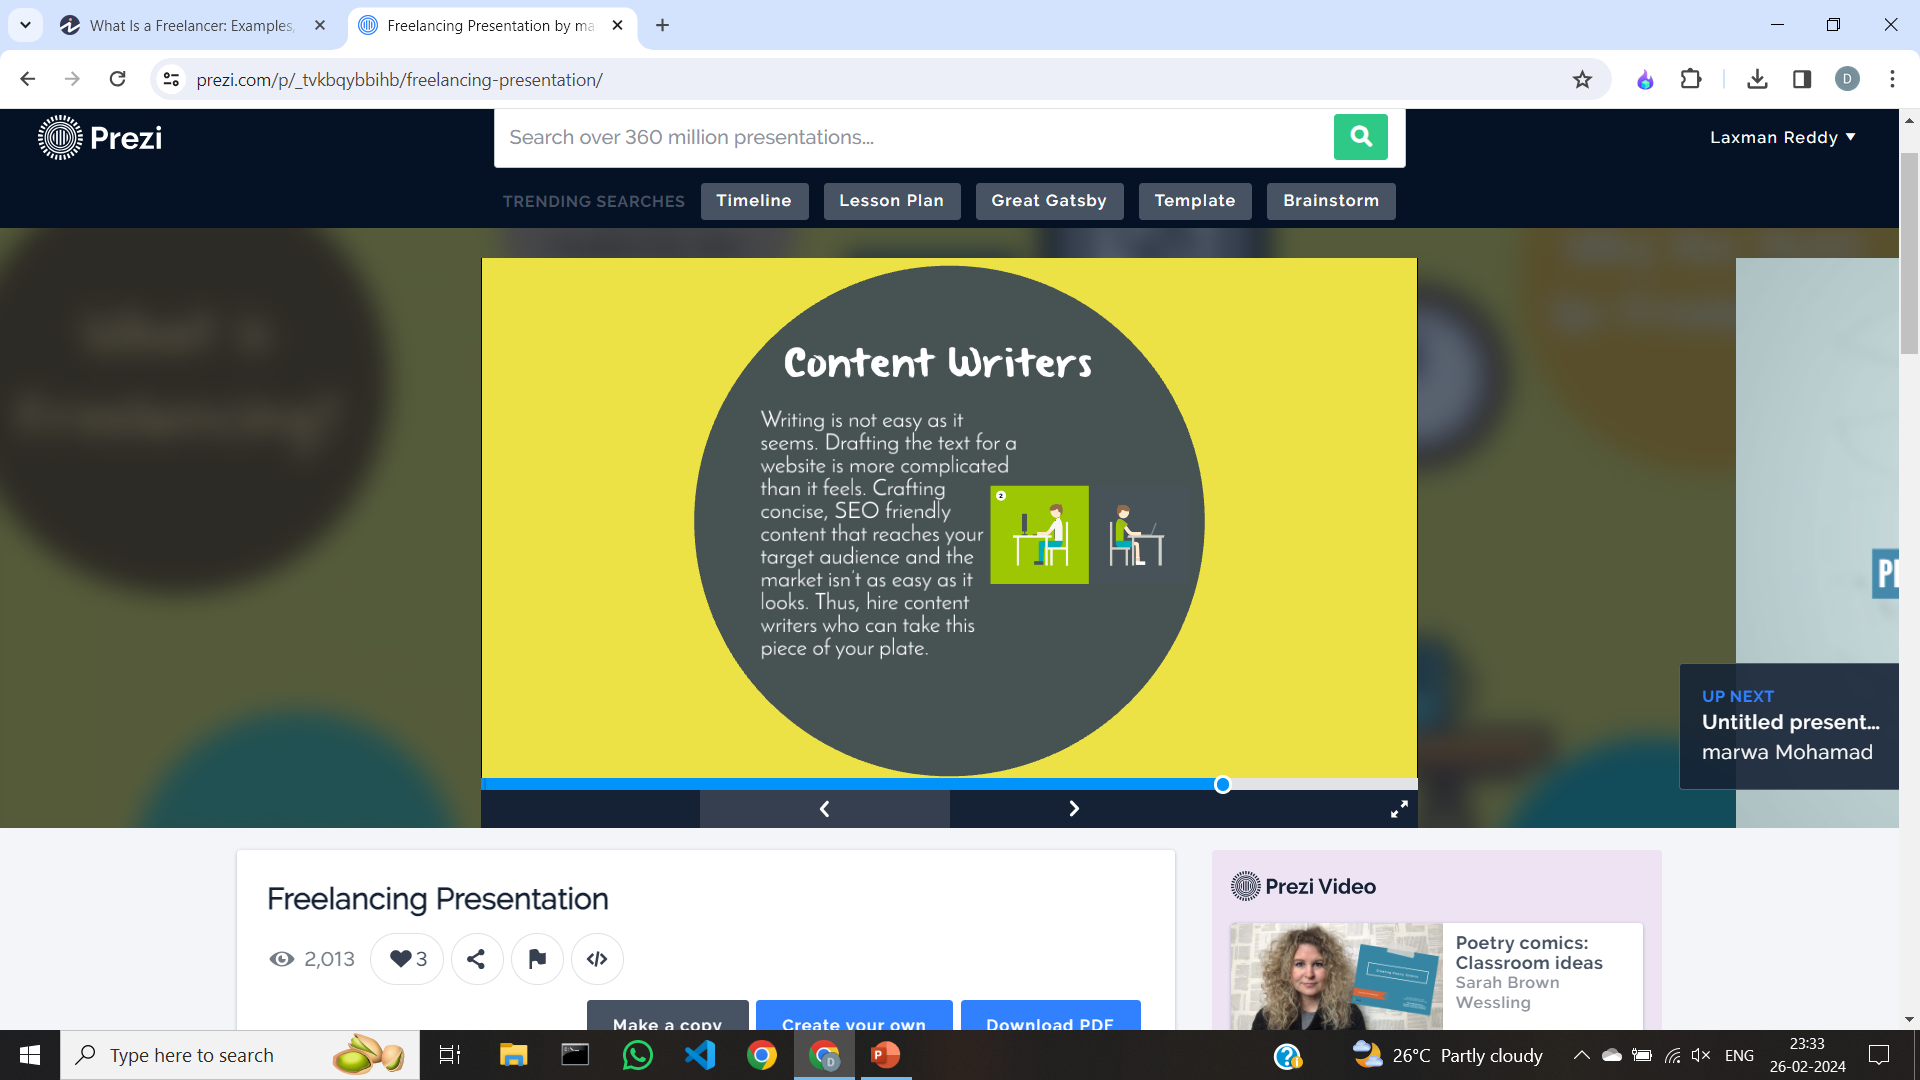 What Is a Freelancer: Examples,
Freelancing Presentation by ma
prezi.com/p/_tvkbqybbihb/freelancing-presentation/
D
Prezi
Search over 360 million presentations...
Laxman Reddy
TRENDING SEARCHES
Timeline
Lesson Plan
Great Gatsby
Template
Brainstorm
What is
Freelancing?
Content Writers
Writing is not easy as it
seems. Drafting the text for a
website is more complicated
than it feels. Crafting
concise, SEO friendly
content that reaches your
target audience and the
market isn't as easy as it
looks. Thus, hire content
writers who can take this
piece of your plate.
2
UP NEXT
Untitled present...
marwa Mohamad
Freelancing Presentation
2,013
3
Make a copy
Create your own
Download PDF
Prezi Video
Poetry comics:
Classroom ideas
Sarah Brown
Wessling
Type here to search
26°C Partly cloudy
ENG
23:33
26-02-2024